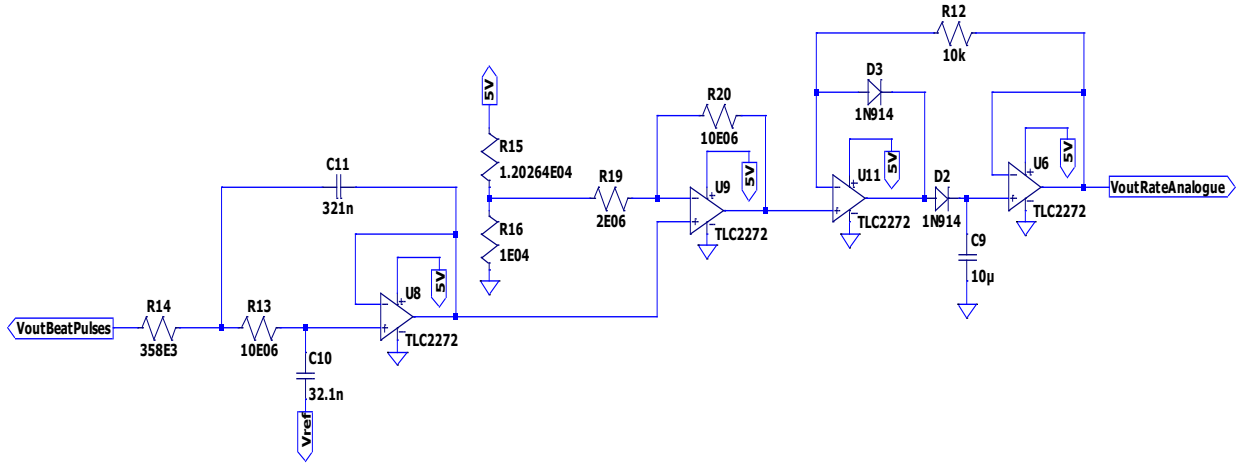 R12
10k
D3
1N914
5V
R20
10E06
5V
R15
1.20264E04
C11
321n
U9
5V
U11
5V
U6
R19
2E06
D2
1N914
VoutRateAnalogue
R16
1E04
TLC2272
TLC2272
TLC2272
C9
10µ
5V
U8
R14
R13
VoutBeatPulses
358E3
10E06
TLC2272
C10
32.1n
Vref